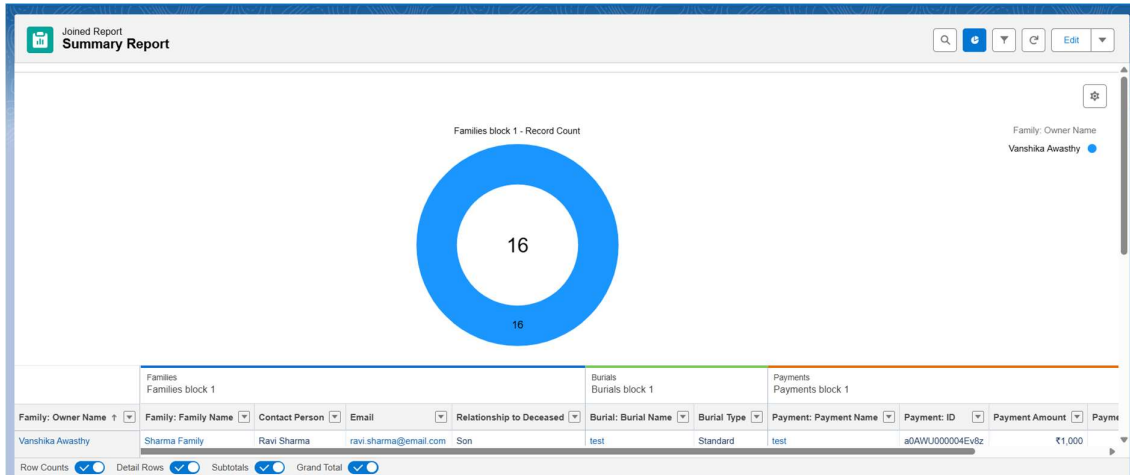 Joined Report
Summary Report
Edit
Families block 1 - Record Count
Family: Owner Name
Vanshika Awasthy
16
16
Families
Families block 1
Burials
Burials block 1
Payments
Payments block 1
Family: Owner Name ↑ Family: Family Name Contact Person Email Relationship to Deceased Burial: Burial Name Burial Type Payment: Payment Name Payment: ID Payment Amount Payme
Vanshika Awasthy Sharma Family Ravi Sharma ravi.sharma@email.com Son test Standard test a0AWU000004Ev8z ₹1,000
Row Counts Detail Rows Subtotals Grand Total